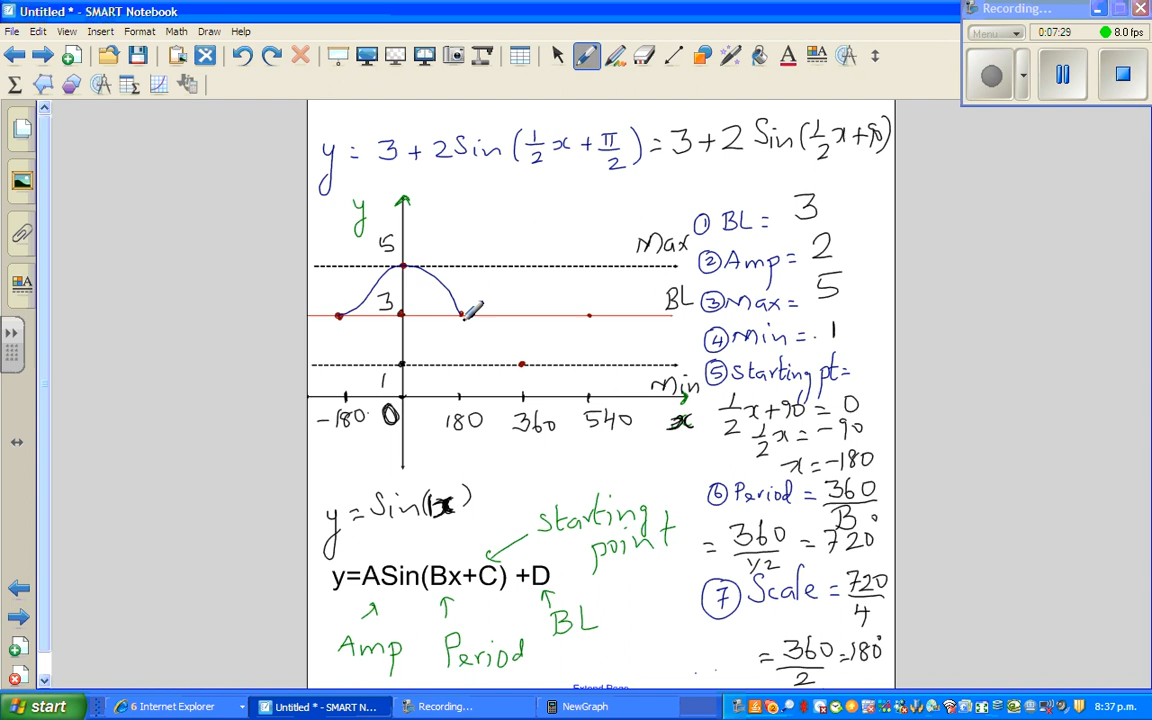 Untitled * - SMART Notebook
Recording...
File Edit View Insert Format Math Draw Help
Menu 0:07:29 8.0 fps
y = 3 + 2Sin(1/2 x + π/2) = 3 + 2 Sin(1/2 x + 90)
y
5
Max
3
BL
1
Min
-180 0 180 360 540 x
① BL = 3
② Amp = 2
③ Max = 5
④ Min = 1
⑤ Starting pt =
1/2 x + 90 = 0
1/2 x = -90
x = -180
⑥ Period = 360/B
= 360/1/2 = 720°
⑦ Scale = 720/4
= 360/2 = 180°
y = Sin(1x)
Starting point
y=ASin(Bx+C) +D
Amp
Period
BL
Extend Page
start
6 Internet Explorer
Untitled * - SMART N...
Recording...
NewGraph
8:37 p.m.